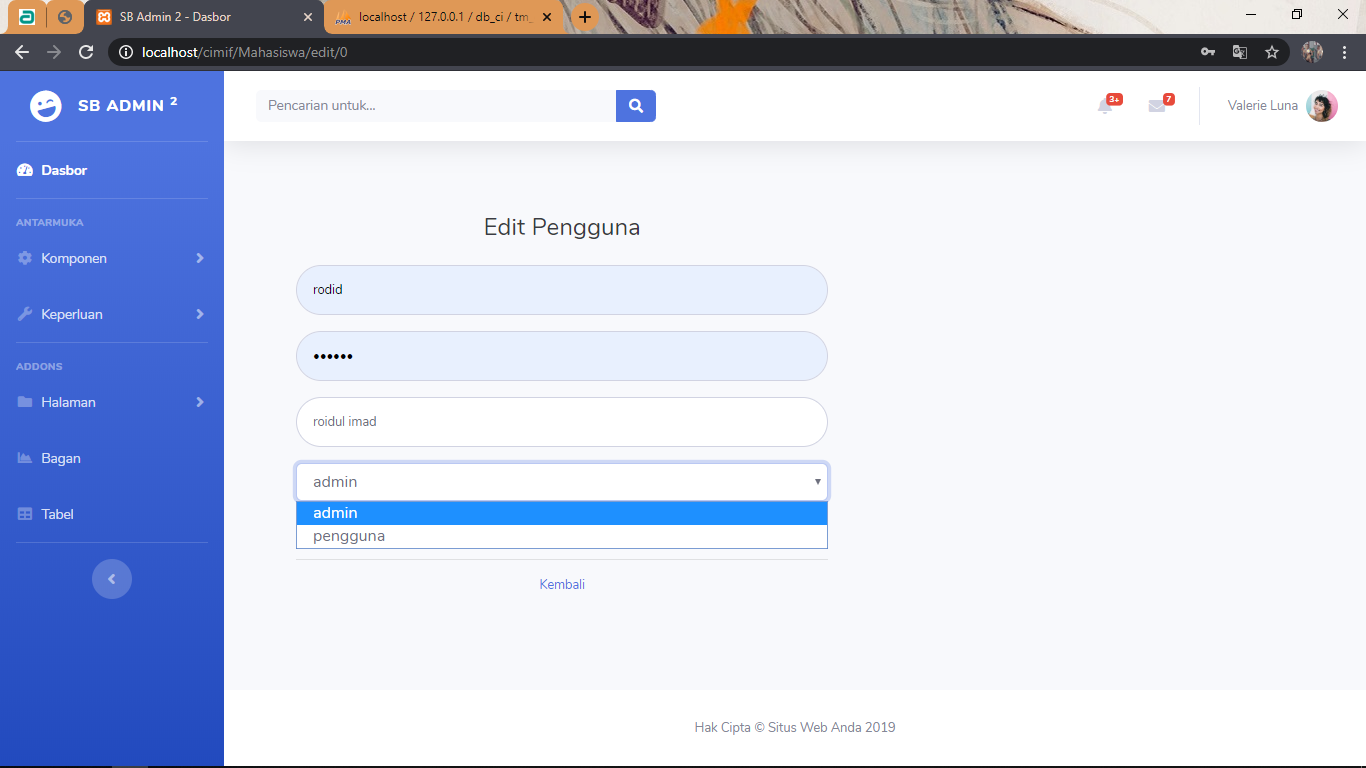 SB Admin 2 - Dasbor
localhost / 127.0.0.1 / db_ci / tm_
localhost/cimif/Mahasiswa/edit/0
SB ADMIN 2
Pencarian untuk...
3+
7
Valerie Luna
Dasbor
ANTARMUKA
Komponen
Keperluan
ADDONS
Halaman
Bagan
Tabel
Edit Pengguna
rodid
••••••
roidul imad
admin
admin
pengguna
Kembali
Hak Cipta © Situs Web Anda 2019